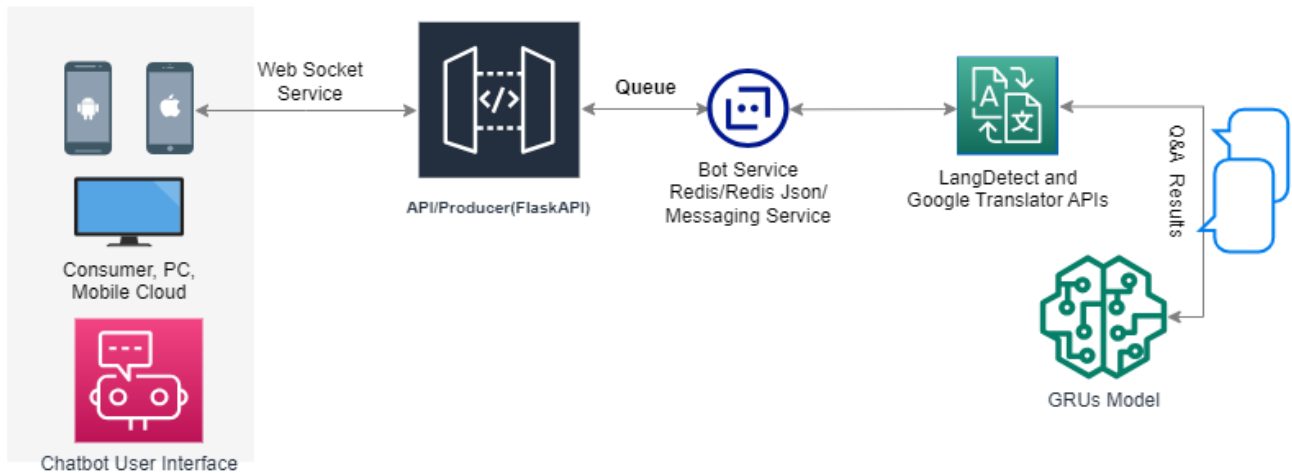 Web Socket
Service
Queue
API/Producer(FlaskAPI)
Bot Service
Redis/Redis Json/
Messaging Service
A
文
LangDetect and
Google Translator APIs
Q&A Results
Consumer, PC,
Mobile Cloud
GRUs Model
Chatbot User Interface